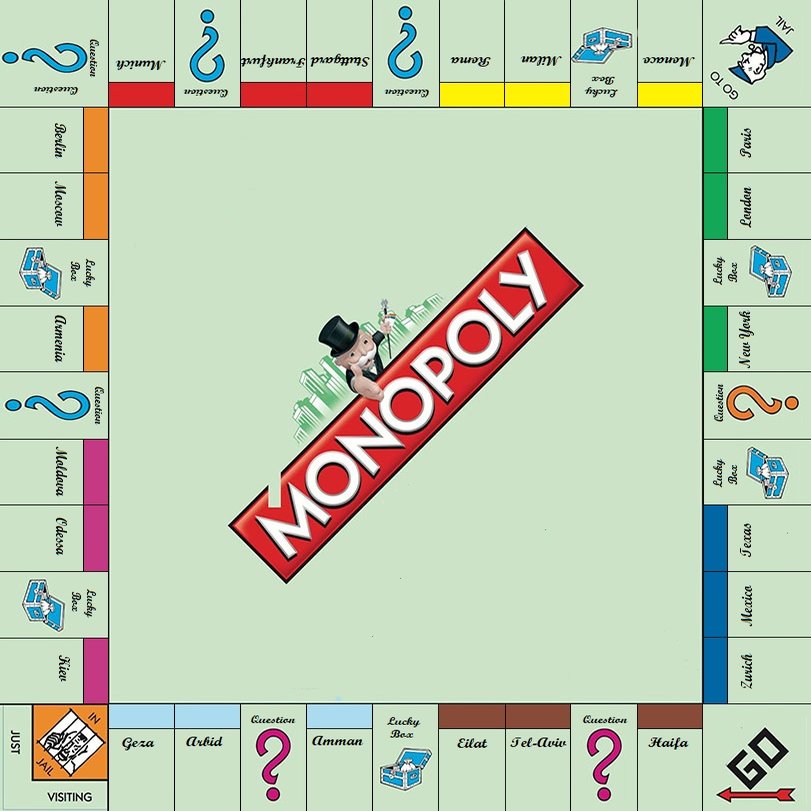 Question
Question
Munich
Question
Frankfurt
Stuttgard
Question
Roma
Milan
Lucky
Box
Monaco
GO TO
JAIL
Berlin
Moscow
Lucky
Box
Armenia
Question
Moldova
Odessa
Lucky
Box
Kiev
MONOPOLY
Paris
London
Lucky
Box
New York
Question
Lucky
Box
Texas
Mexico
Zurich
JUST
VISITING
IN
JAIL
Geza
Arbid
Question
Amman
Lucky
Box
Eilat
Tel-Aviv
Question
Haifa
GO